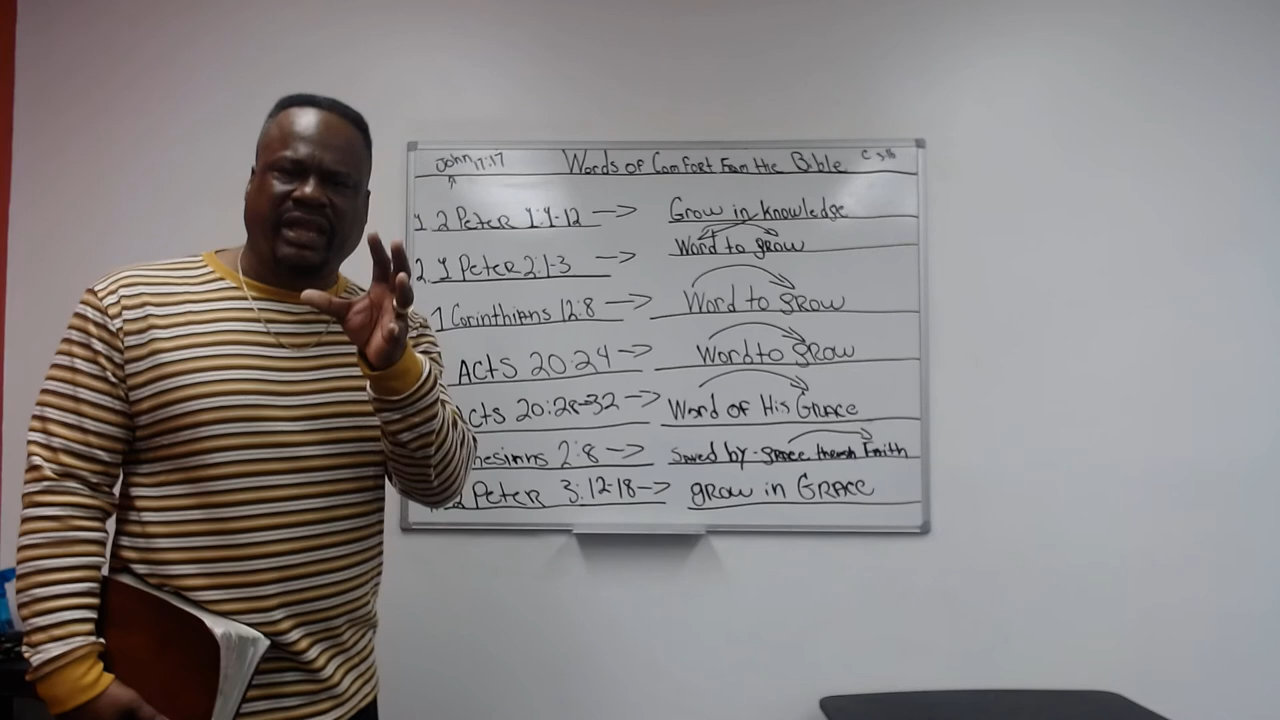 John 17:17 Words of Comfort From the Bible
1. 2 Peter 1:1-12 → Grow in knowledge
2. 1 Peter 2:1-3 → Word to grow
1 Corinthians 12:8 → Word to gRow
Acts 20:24 → Word to gRow
cts 20:28-32 → Word of His Grace
hesians 2:8 → Saved by - grace through Faith
2 Peter 3:12-18 → gRow in GRACE